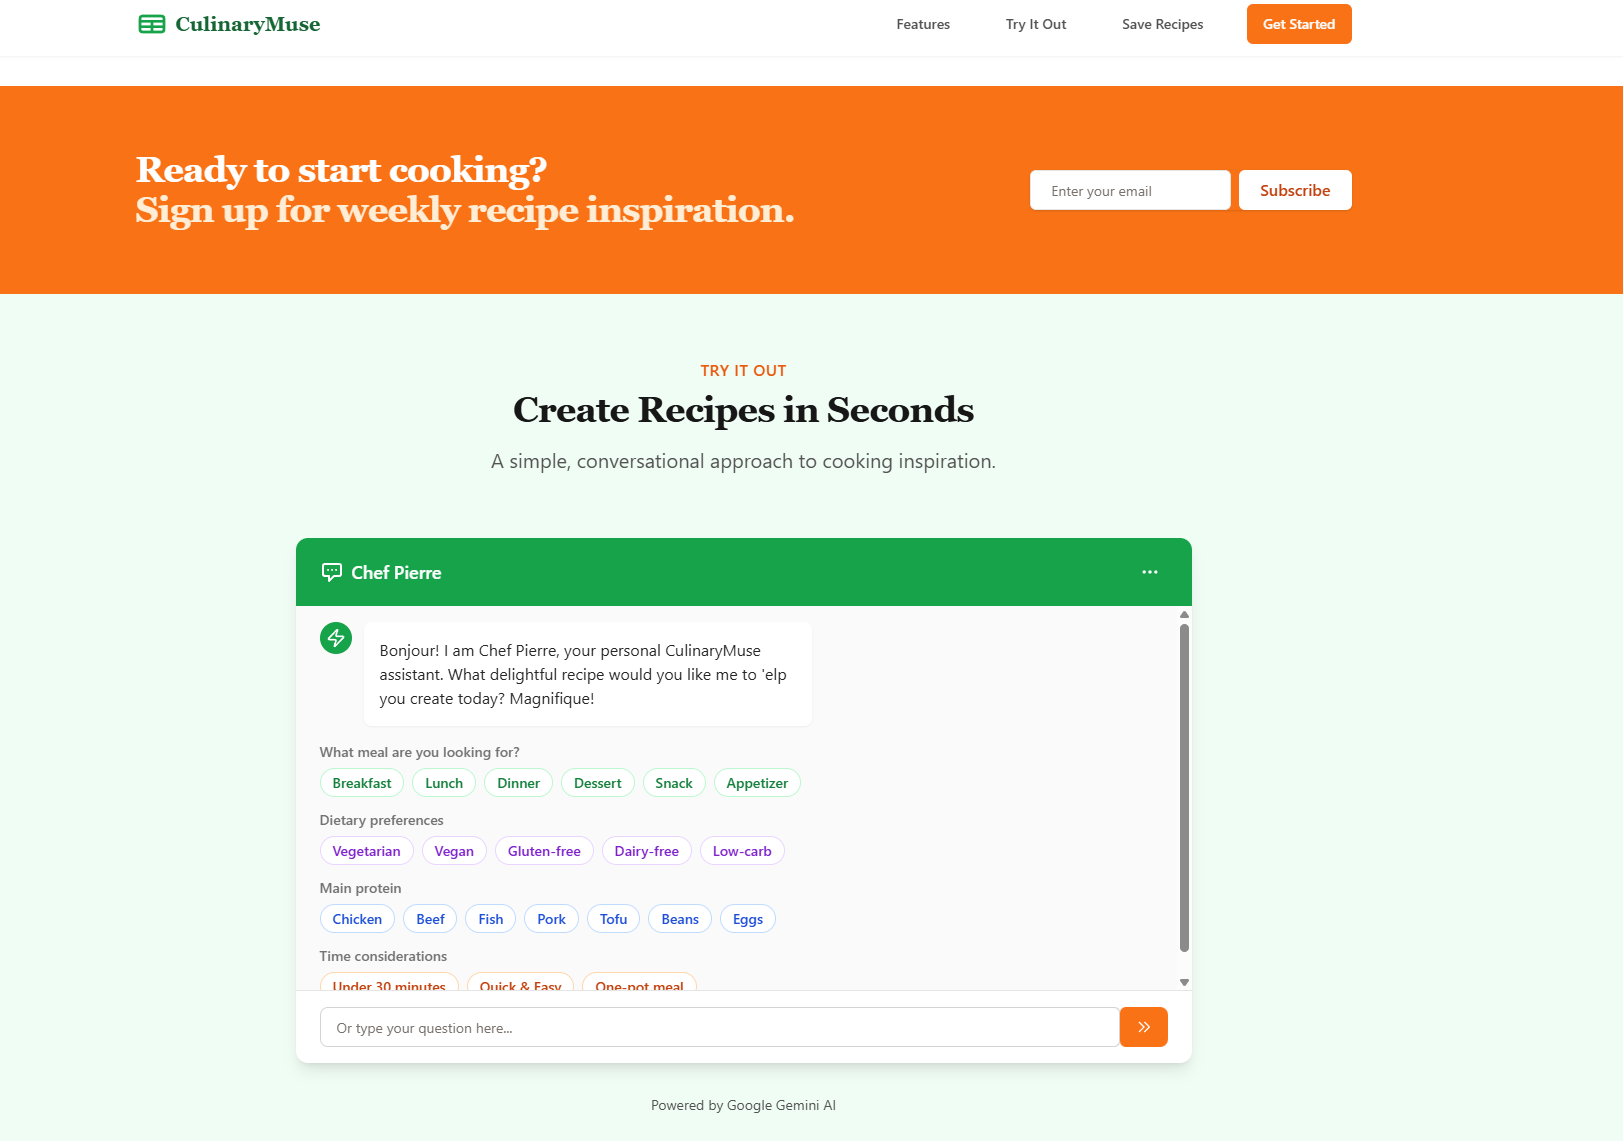 CulinaryMuse
Features
Try It Out
Save Recipes
Get Started
Ready to start cooking?
Sign up for weekly recipe inspiration.
Enter your email
Subscribe
TRY IT OUT
Create Recipes in Seconds
A simple, conversational approach to cooking inspiration.
Chef Pierre
Bonjour! I am Chef Pierre, your personal CulinaryMuse
assistant. What delightful recipe would you like me to 'elp
you create today? Magnifique!
What meal are you looking for?
Breakfast
Lunch
Dinner
Dessert
Snack
Appetizer
Dietary preferences
Vegetarian
Vegan
Gluten-free
Dairy-free
Low-carb
Main protein
Chicken
Beef
Fish
Pork
Tofu
Beans
Eggs
Time considerations
Under 30 minutes
Quick & Easy
One-pot meal
Or type your question here...
Powered by Google Gemini AI